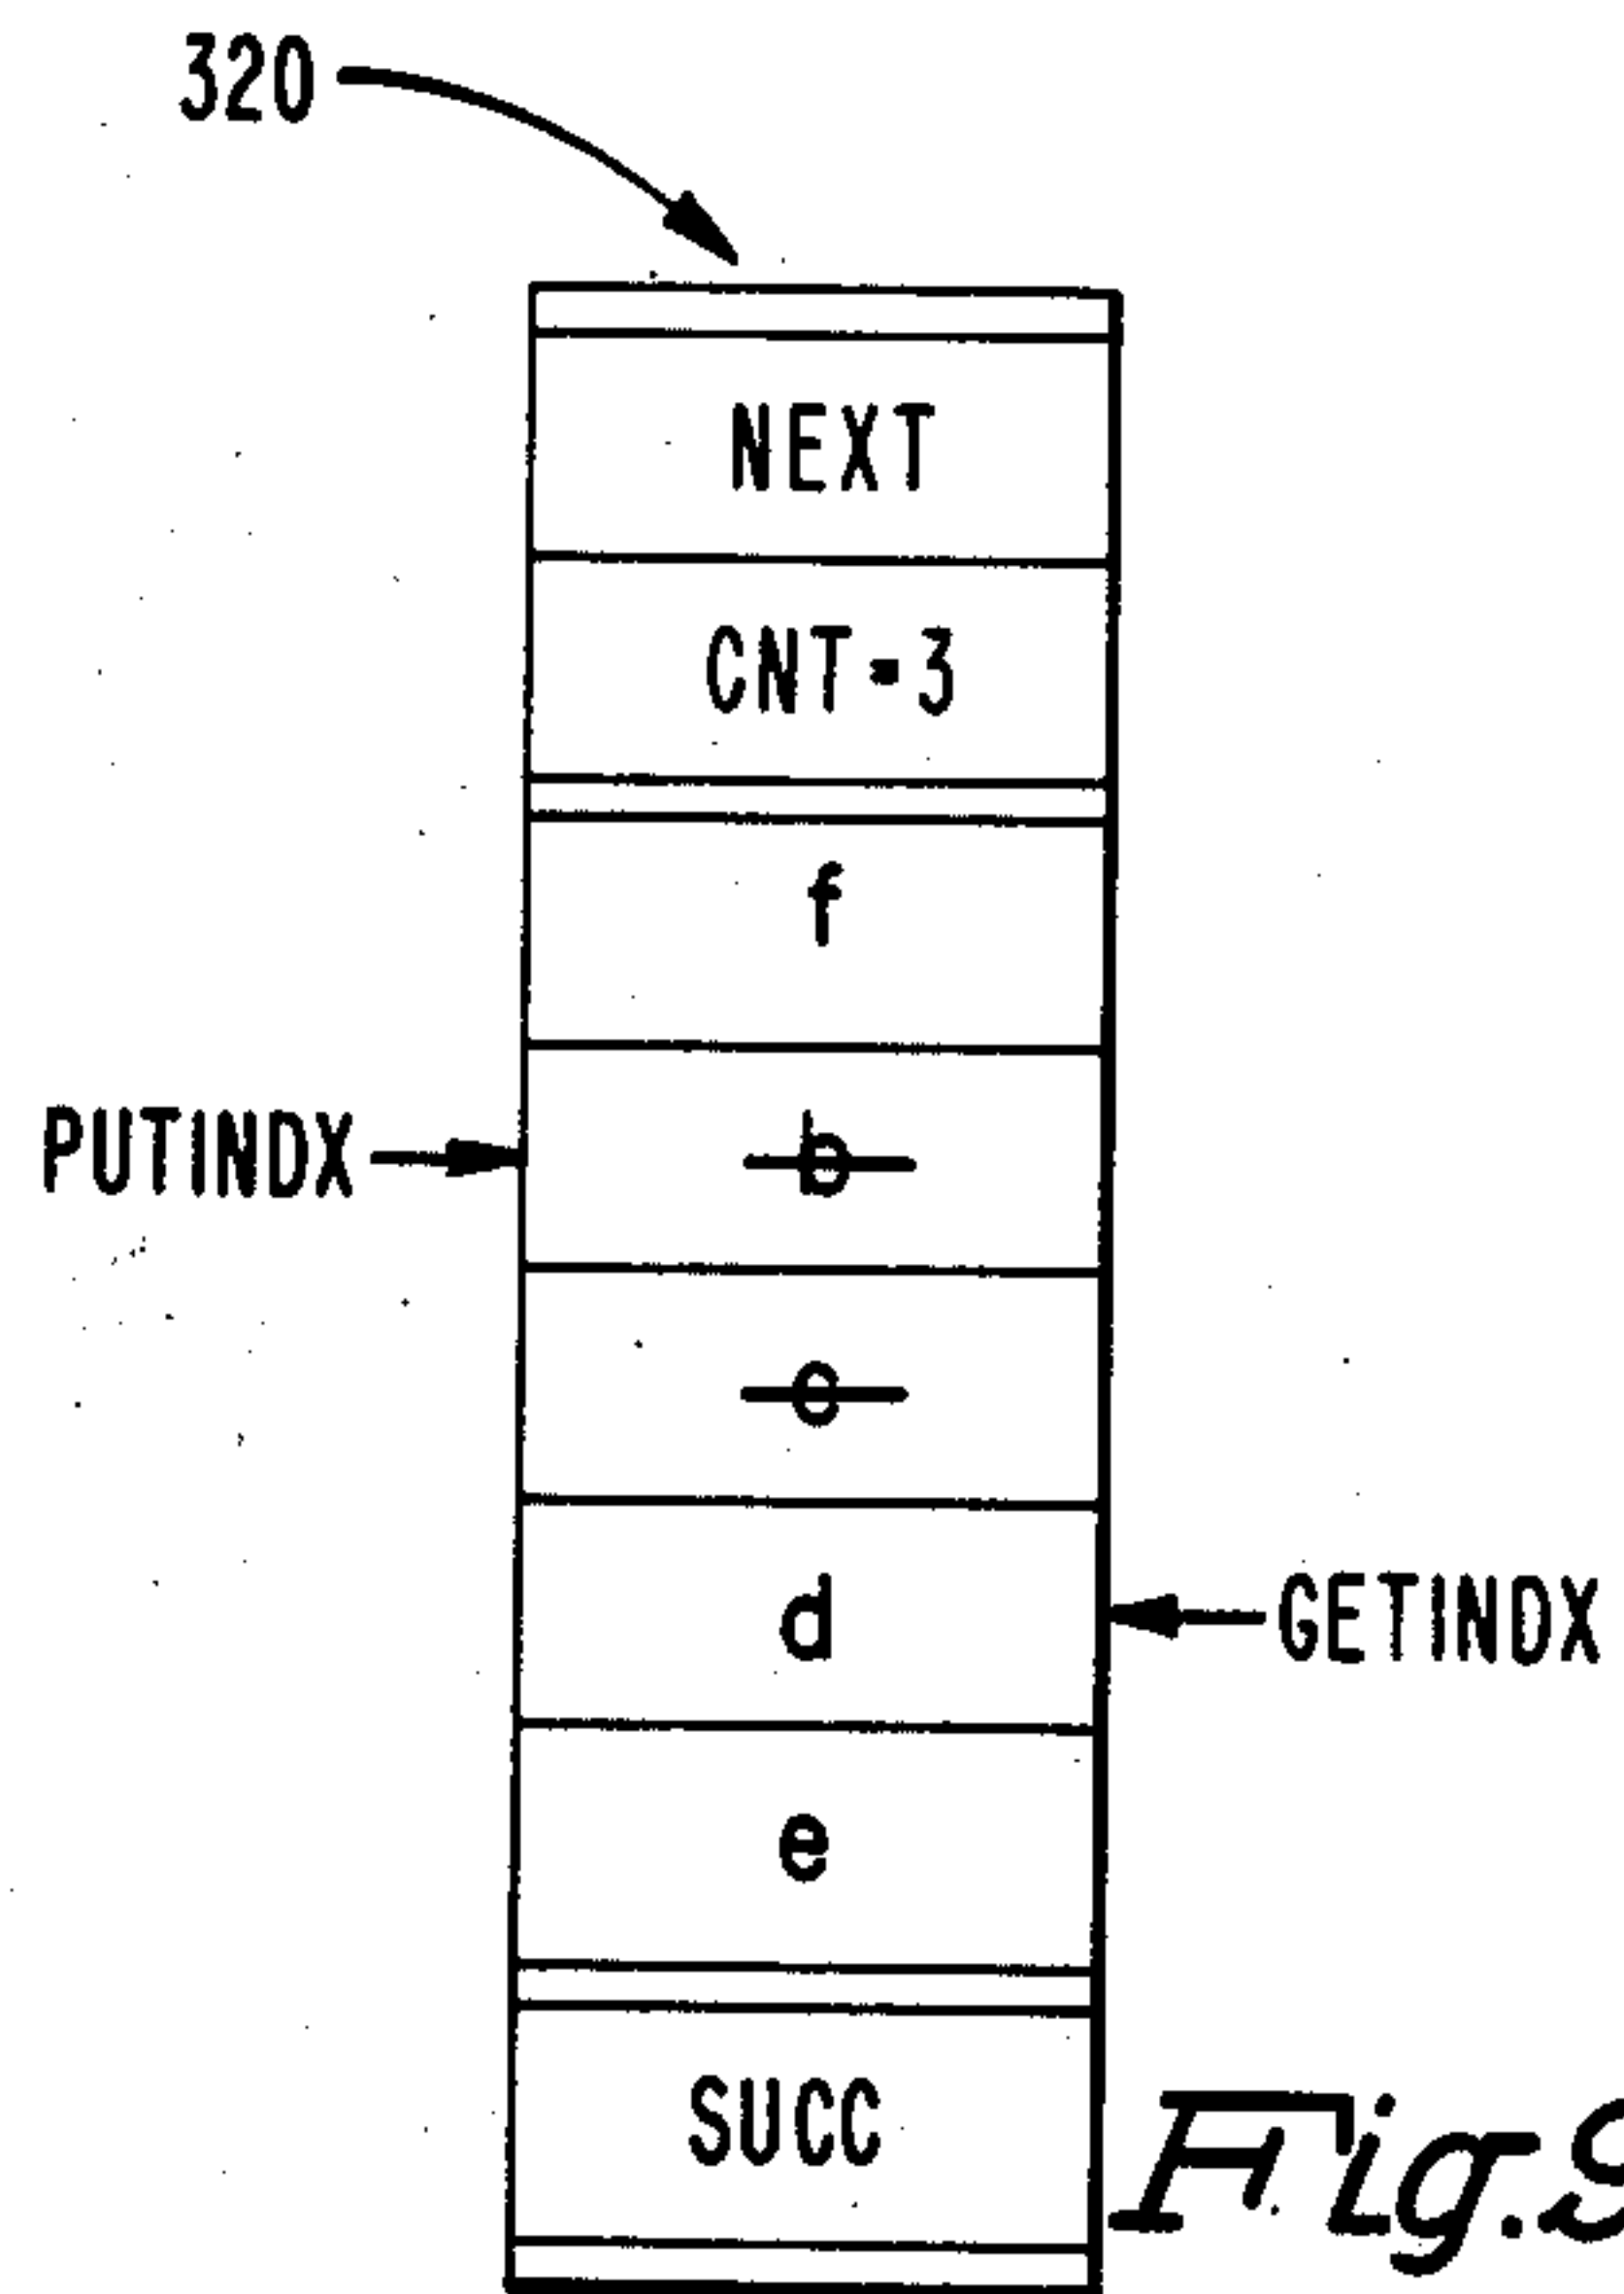 320
NEXT
CNT=3
f
PUTINDX
b
c
d
GETINDX
e
SUCC
Fig.9